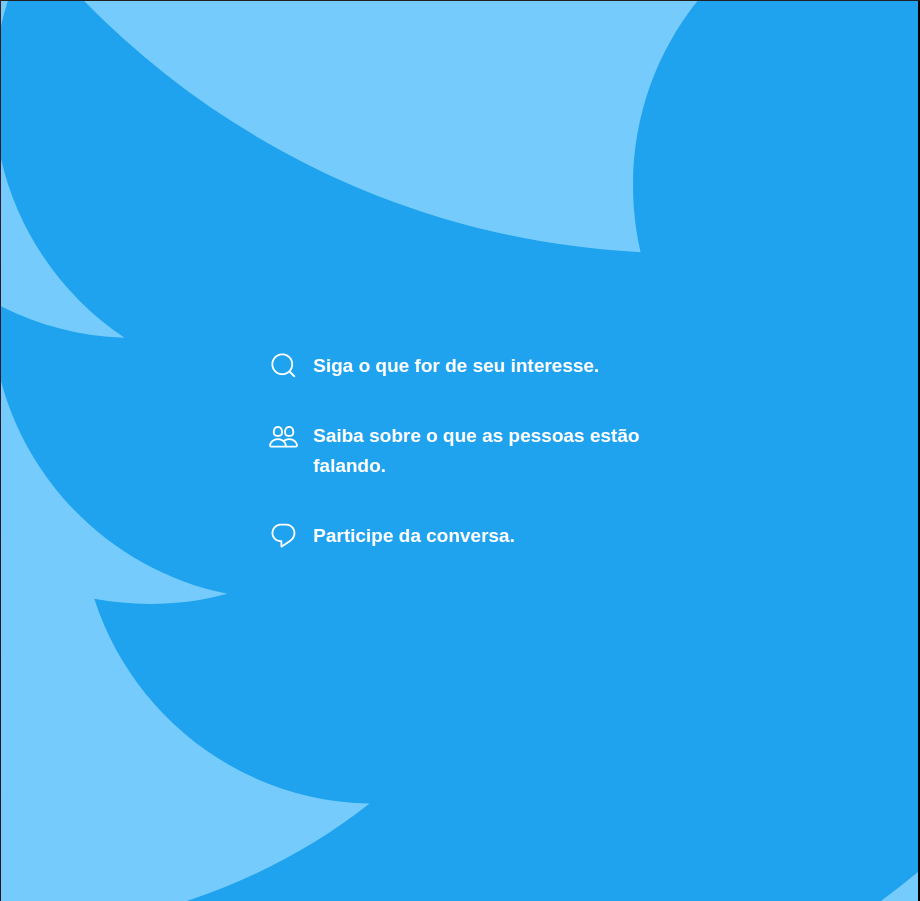 Siga o que for de seu interesse.
Saiba sobre o que as pessoas estão
falando.
Participe da conversa.